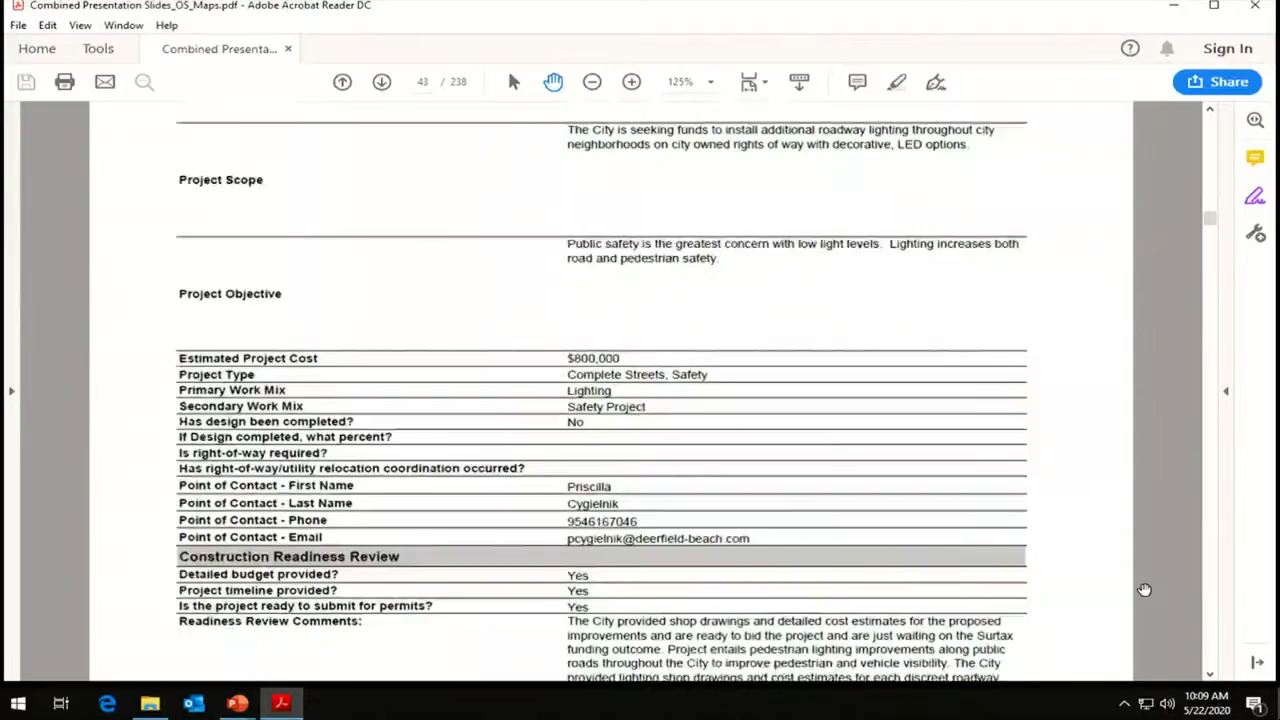 Combined Presentation Slides_OS_Maps.pdf - Adobe Acrobat Reader DC
File Edit View Window Help
Home Tools Combined Presenta... × Sign In
43 / 238 125% Share
The City is seeking funds to install additional roadway lighting throughout city
neighborhoods on city owned rights of way with decorative, LED options.
Project Scope
Public safety is the greatest concern with low light levels. Lighting increases both
road and pedestrian safety.
Project Objective
Estimated Project Cost $800,000
Project Type Complete Streets, Safety
Primary Work Mix Lighting
Secondary Work Mix Safety Project
Has design been completed? No
If Design completed, what percent?
Is right-of-way required?
Has right-of-way/utility relocation coordination occurred?
Point of Contact - First Name Priscilla
Point of Contact - Last Name Cygielnik
Point of Contact - Phone 9546167046
Point of Contact - Email pcygielnik@deerfield-beach.com
Construction Readiness Review
Detailed budget provided? Yes
Project timeline provided? Yes
Is the project ready to submit for permits? Yes
Readiness Review Comments: The City provided shop drawings and detailed cost estimates for the proposed
improvements and are ready to bid the project and are just waiting on the Surtax
funding outcome. Project entails pedestrian lighting improvements along public
roads throughout the City to improve pedestrian and vehicle visibility. The City
provided lighting shop drawings and cost estimates for each discreet roadway
10:09 AM
5/22/2020